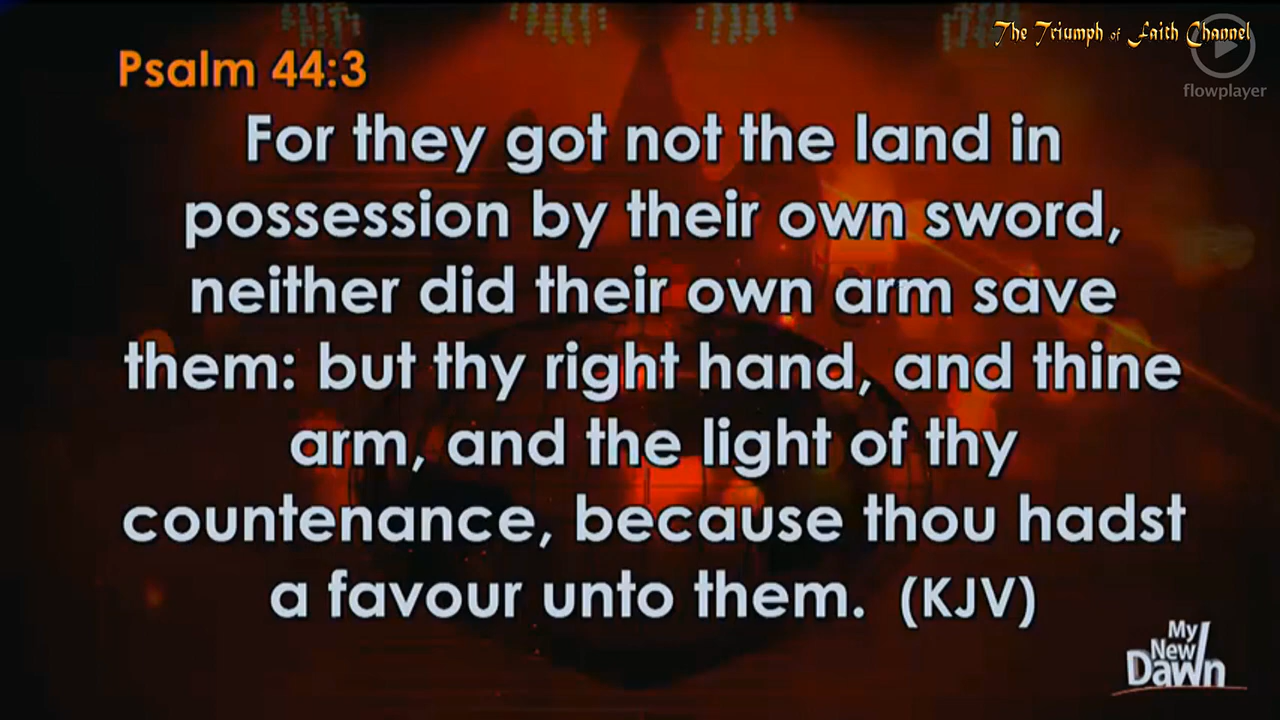 The Triumph of Faith Channel
flowplayer
Psalm 44:3
For they got not the land in
possession by their own sword,
neither did their own arm save
them: but thy right hand, and thine
arm, and the light of thy
countenance, because thou hadst
a favour unto them. (KJV)
My
New
Dawn